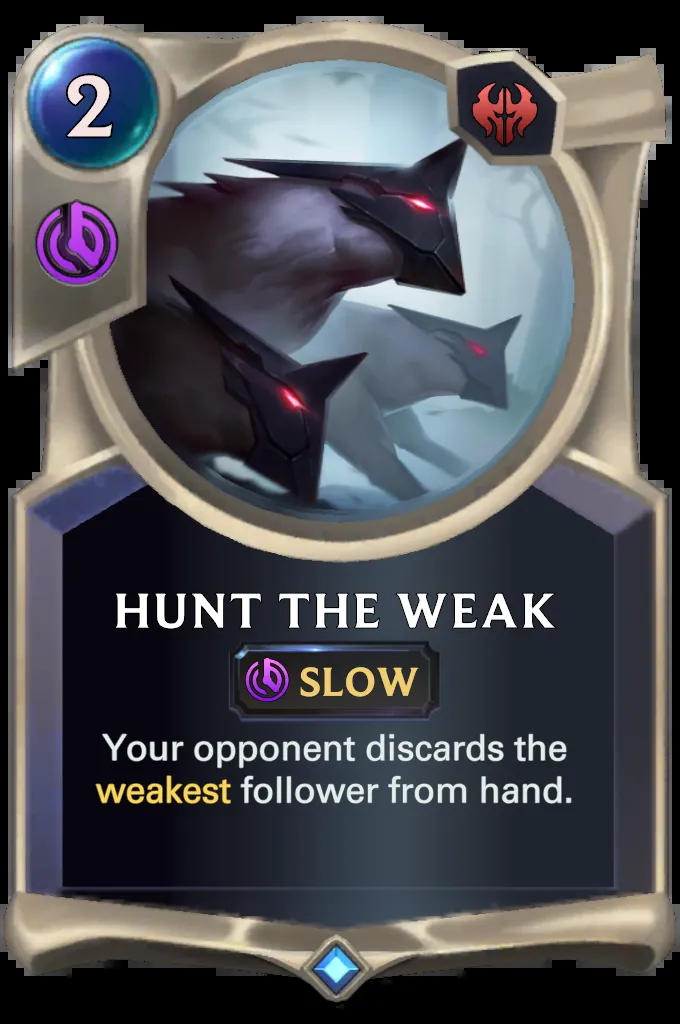 2
HUNT THE WEAK
SLOW
Your opponent discards the
weakest follower from hand.